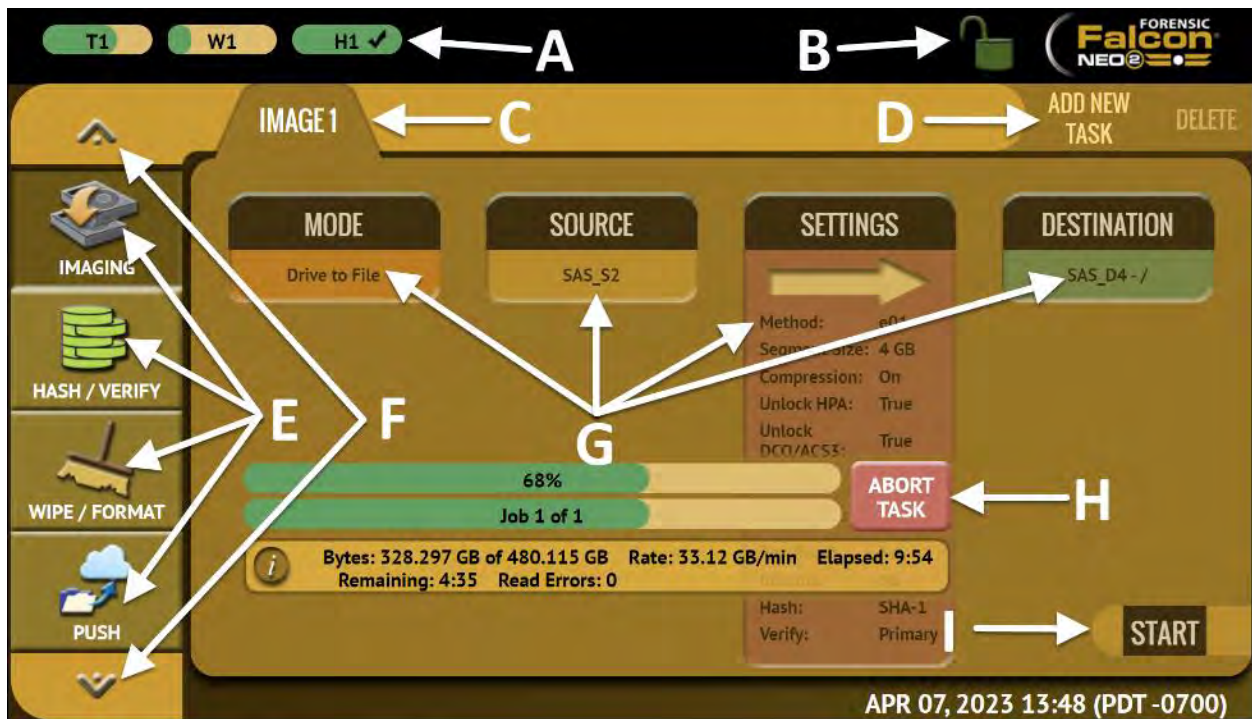 T1 W1 H1 A B FORENSIC
Falcon
NEO2
IMAGE 1 C D ADD NEW
TASK DELETE
MODE SOURCE SETTINGS DESTINATION
IMAGING Drive to File SAS_S2 SAS_D4 - /
Method: e01
Segment Size: 4 GB
Compression: On
HASH / VERIFY Unlock HPA: True
E F G Unlock
DCO/ACS3: True
68%
Job 1 of 1 ABORT
TASK H
WIPE / FORMAT
i Bytes: 328.297 GB of 480.115 GB Rate: 33.12 GB/min Elapsed: 9:54
Remaining: 4:35 Read Errors: 0
Hash: SHA-1
PUSH Verify: Primary I START
APR 07, 2023 13:48 (PDT -0700)